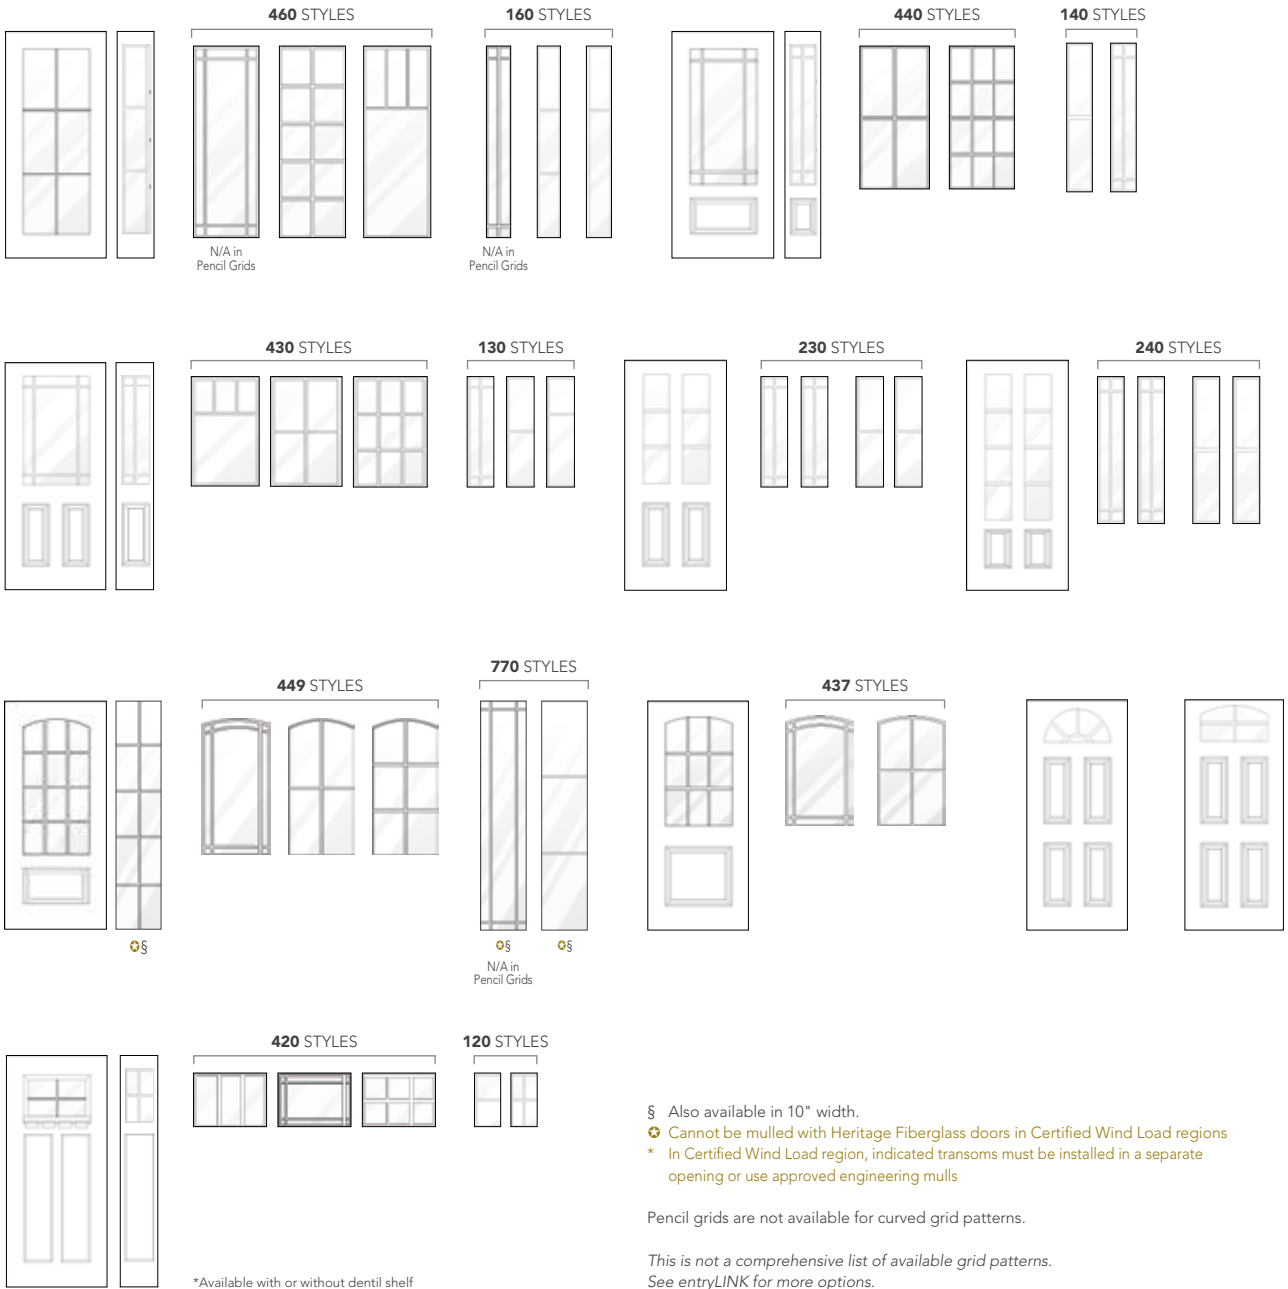 460 STYLES
160 STYLES
440 STYLES
140 STYLES
N/A in
Pencil Grids
N/A in
Pencil Grids
430 STYLES
130 STYLES
230 STYLES
240 STYLES
449 STYLES
770 STYLES
437 STYLES
✪§
✪§
✪§
N/A in
Pencil Grids
420 STYLES
120 STYLES
*Available with or without dentil shelf
§ Also available in 10" width.
✪ Cannot be mulled with Heritage Fiberglass doors in Certified Wind Load regions
* In Certified Wind Load region, indicated transoms must be installed in a separate
opening or use approved engineering mulls
Pencil grids are not available for curved grid patterns.
This is not a comprehensive list of available grid patterns.
See entryLINK for more options.